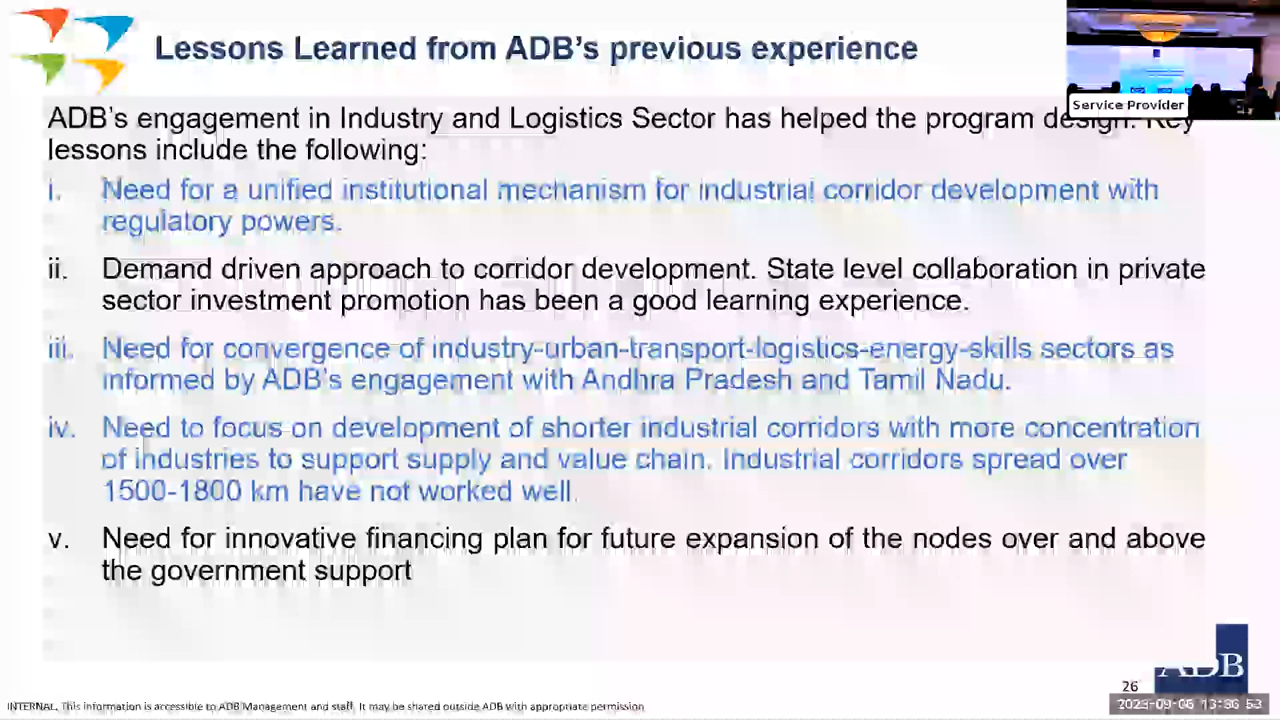 Lessons Learned from ADB's previous experience
Service Provider
ADB's engagement in Industry and Logistics Sector has helped the program design. Key
lessons include the following:
i. Need for a unified institutional mechanism for industrial corridor development with
regulatory powers.
ii. Demand driven approach to corridor development. State level collaboration in private
sector investment promotion has been a good learning experience.
iii. Need for convergence of industry-urban-transport-logistics-energy-skills sectors as
informed by ADB's engagement with Andhra Pradesh and Tamil Nadu.
iv. Need to focus on development of shorter industrial corridors with more concentration
of industries to support supply and value chain. Industrial corridors spread over
1500-1800 km have not worked well.
v. Need for innovative financing plan for future expansion of the nodes over and above
the government support
ADB
26
INTERNAL. This information is accessible to ADB Management and staff. It may be shared outside ADB with appropriate permission